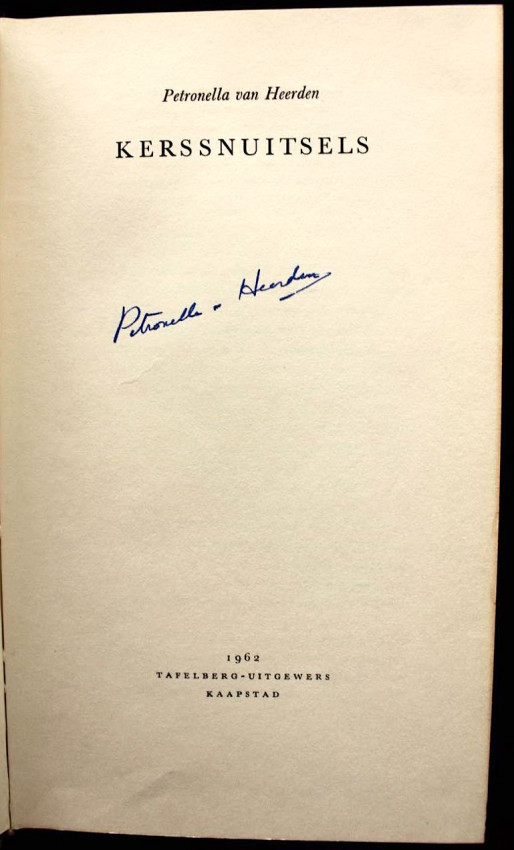 Petronella van Heerden
KERSSNUITSELS
Petronella v Heerden
1962
TAFELBERG-UITGEWERS
KAAPSTAD